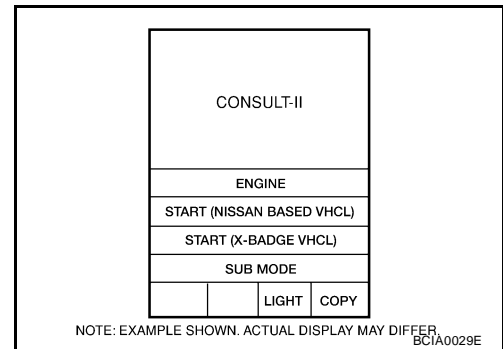 CONSULT-II
ENGINE
START (NISSAN BASED VHCL)
START (X-BADGE VHCL)
SUB MODE
LIGHT COPY
NOTE: EXAMPLE SHOWN. ACTUAL DISPLAY MAY DIFFER.
BCIA0029E